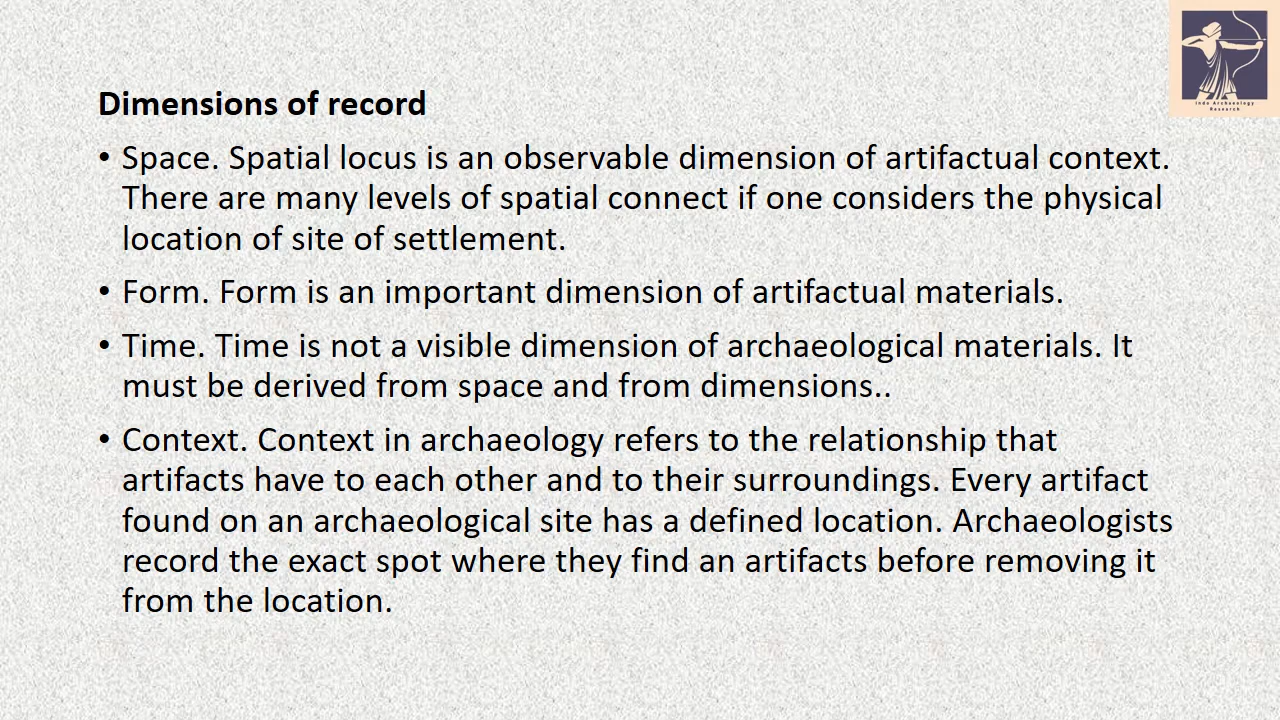 Indo Archaeology
Research
Dimensions of record
• Space. Spatial locus is an observable dimension of artifactual context.
There are many levels of spatial connect if one considers the physical
location of site of settlement.
• Form. Form is an important dimension of artifactual materials.
• Time. Time is not a visible dimension of archaeological materials. It
must be derived from space and from dimensions..
• Context. Context in archaeology refers to the relationship that
artifacts have to each other and to their surroundings. Every artifact
found on an archaeological site has a defined location. Archaeologists
record the exact spot where they find an artifacts before removing it
from the location.